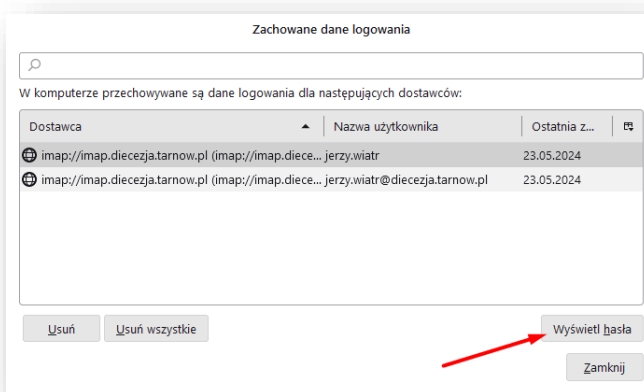 Zachowane dane logowania
W komputerze przechowywane są dane logowania dla następujących dostawców:
Dostawca Nazwa użytkownika Ostatnia z...
imap://imap.diecezja.tarnow.pl (imap://imap.diece... jerzy.wiatr 23.05.2024
imap://imap.diecezja.tarnow.pl (imap://imap.diece... jerzy.wiatr@diecezja.tarnow.pl 23.05.2024
Usuń Usuń wszystkie Wyświetl hasła
Zamknij